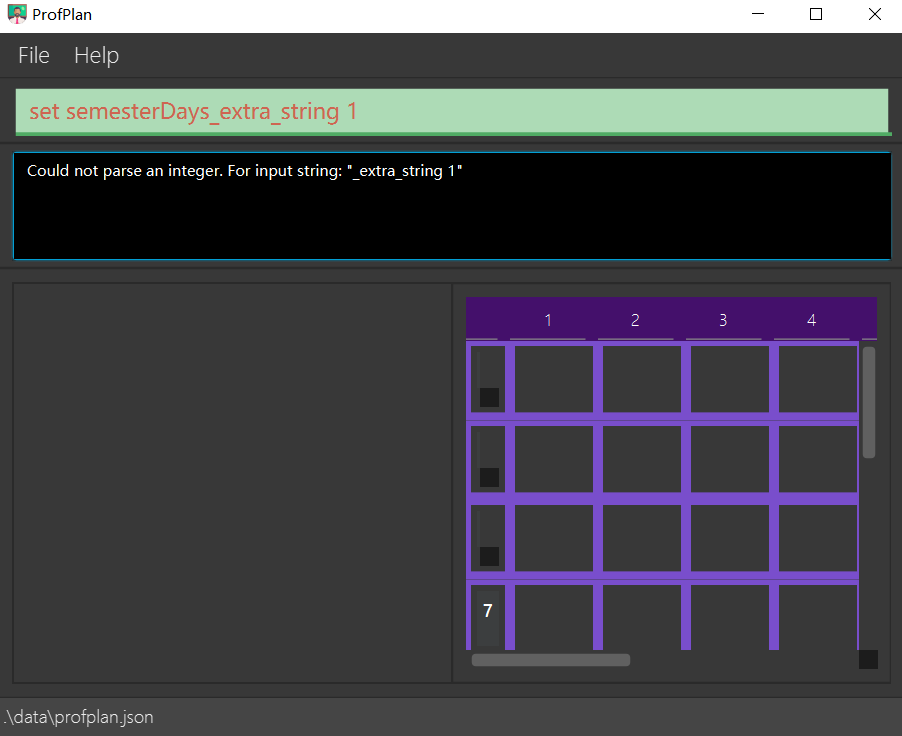 ProfPlan
File Help
set semesterDays_extra_string 1
Could not parse an integer. For input string: "_extra_string 1"
1 2 3 4
7
.\data\profplan.json